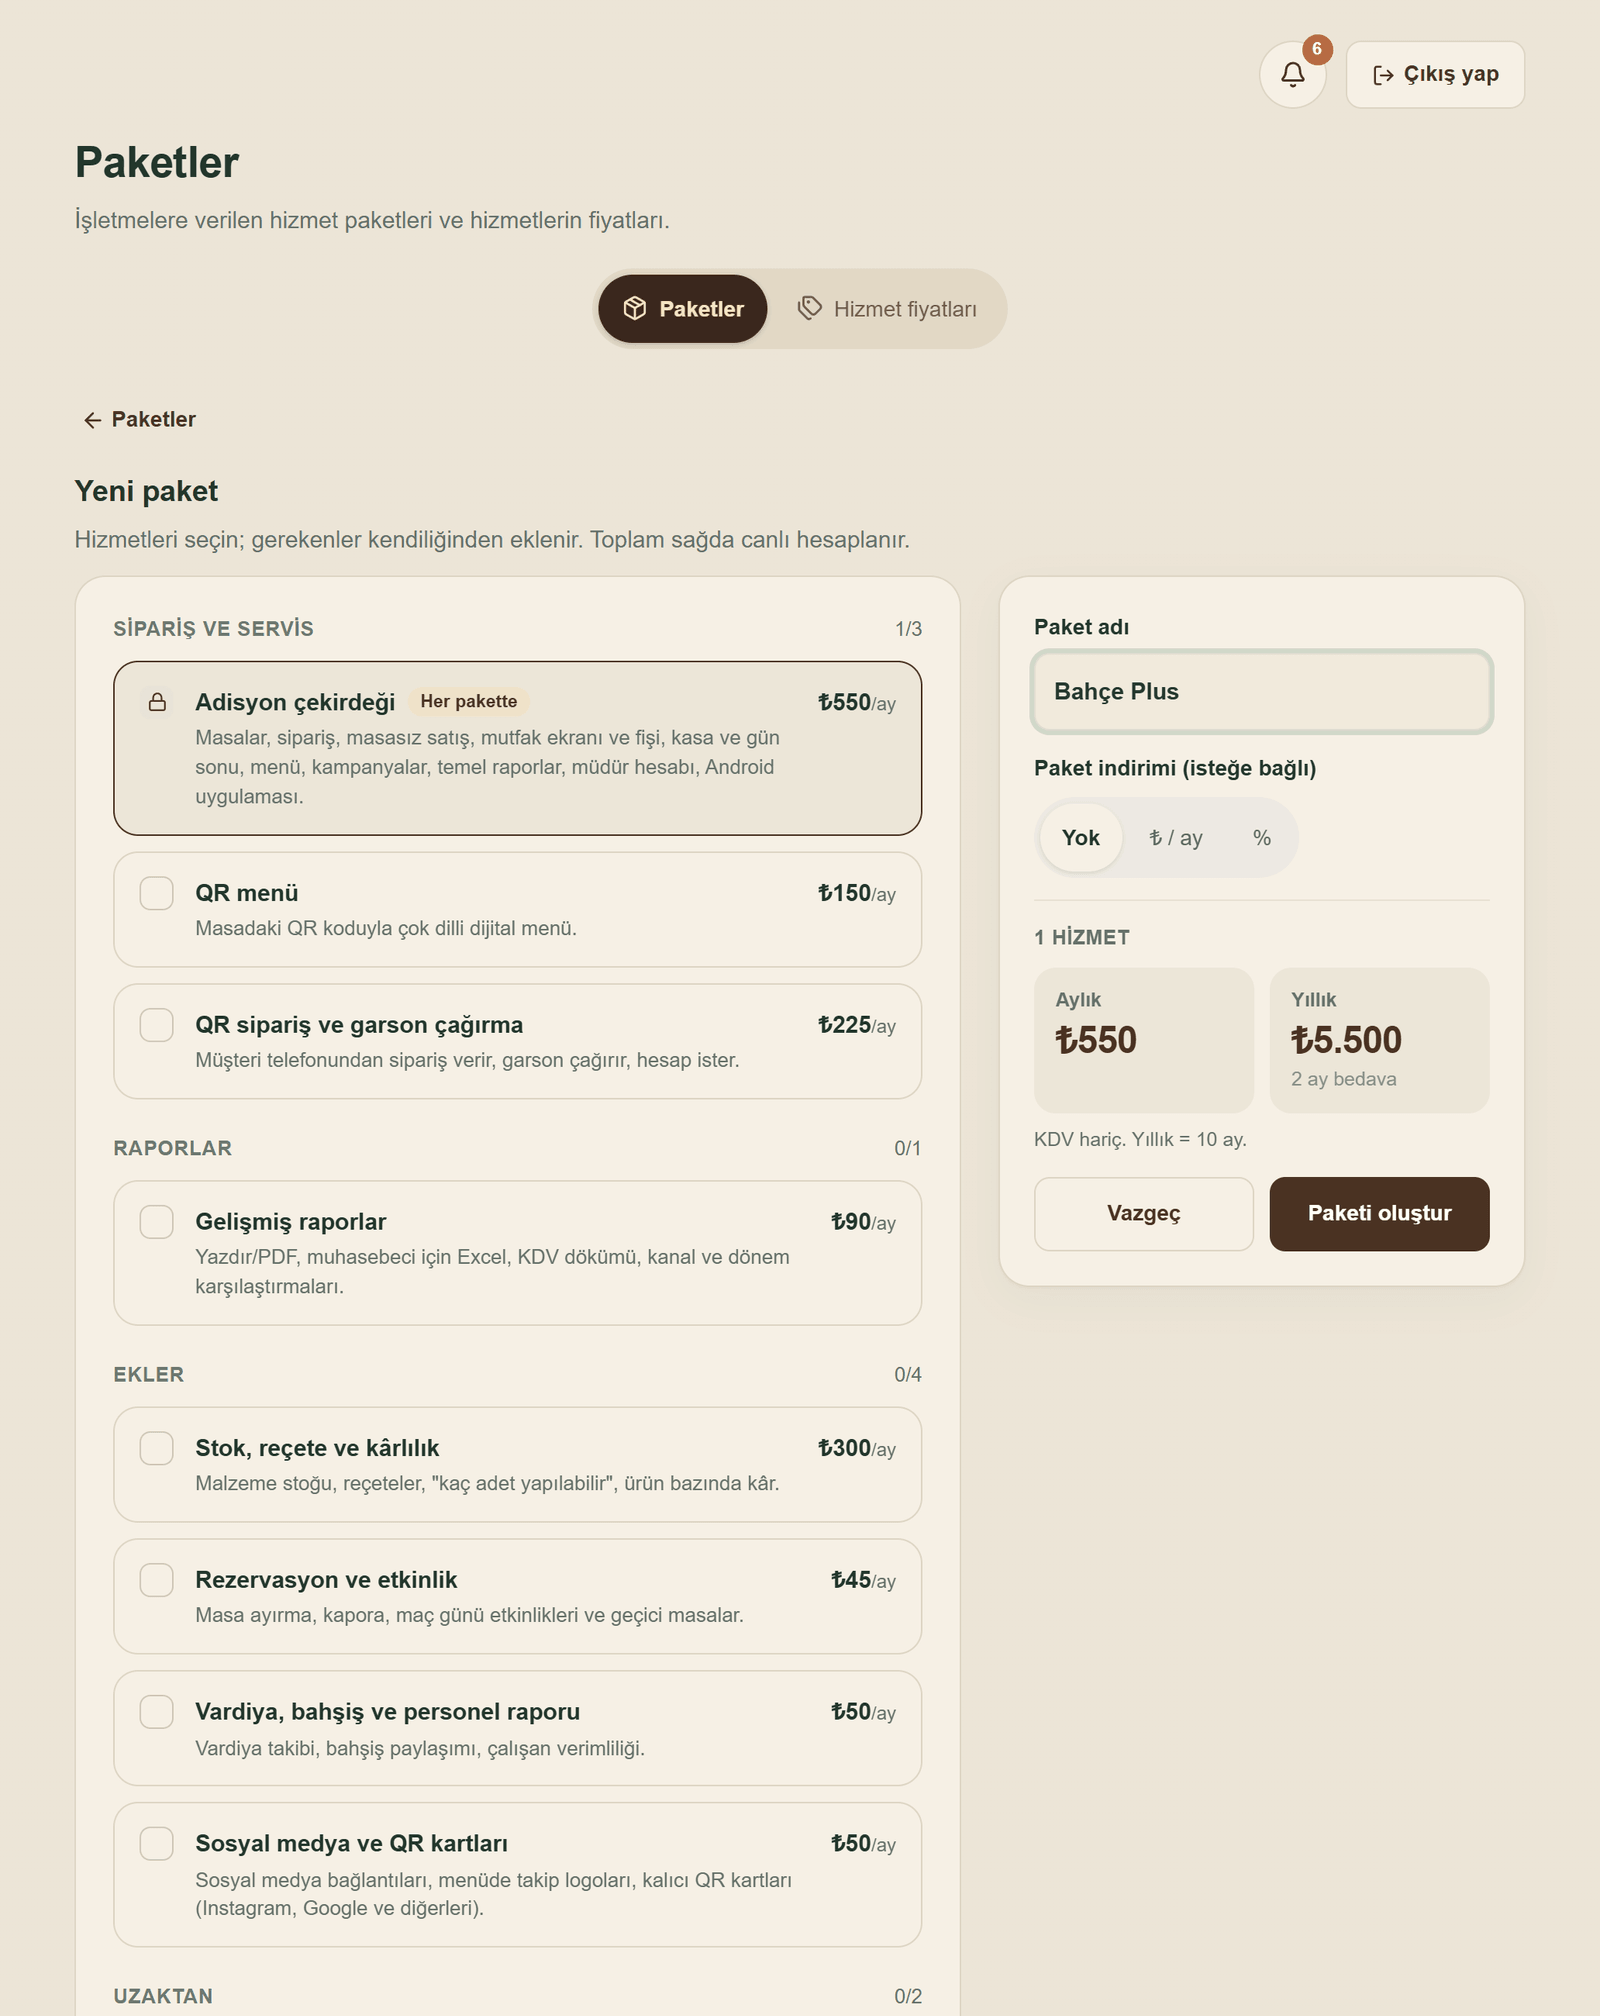 6
Çıkış yap
Paketler
İşletmelere verilen hizmet paketleri ve hizmetlerin fiyatları.
Paketler
Hizmet fiyatları
← Paketler
Yeni paket
Hizmetleri seçin; gerekenler kendiliğinden eklenir. Toplam sağda canlı hesaplanır.
SİPARİŞ VE SERVİS 1/3
Adisyon çekirdeği Her pakette ₺550/ay
Masalar, sipariş, masasız satış, mutfak ekranı ve fişi, kasa ve gün
sonu, menü, kampanyalar, temel raporlar, müdür hesabı, Android
uygulaması.
QR menü ₺150/ay
Masadaki QR koduyla çok dilli dijital menü.
QR sipariş ve garson çağırma ₺225/ay
Müşteri telefonundan sipariş verir, garson çağırır, hesap ister.
RAPORLAR 0/1
Gelişmiş raporlar ₺90/ay
Yazdır/PDF, muhasebeci için Excel, KDV dökümü, kanal ve dönem
karşılaştırmaları.
EKLER 0/4
Stok, reçete ve kârlılık ₺300/ay
Malzeme stoğu, reçeteler, "kaç adet yapılabilir", ürün bazında kâr.
Rezervasyon ve etkinlik ₺45/ay
Masa ayırma, kapora, maç günü etkinlikleri ve geçici masalar.
Vardiya, bahşiş ve personel raporu ₺50/ay
Vardiya takibi, bahşiş paylaşımı, çalışan verimliliği.
Sosyal medya ve QR kartları ₺50/ay
Sosyal medya bağlantıları, menüde takip logoları, kalıcı QR kartları
(Instagram, Google ve diğerleri).
UZAKTAN 0/2
Paket adı
Bahçe Plus
Paket indirimi (isteğe bağlı)
Yok ₺ / ay %
1 HİZMET
Aylık
₺550
Yıllık
₺5.500
2 ay bedava
KDV hariç. Yıllık = 10 ay.
Vazgeç
Paketi oluştur